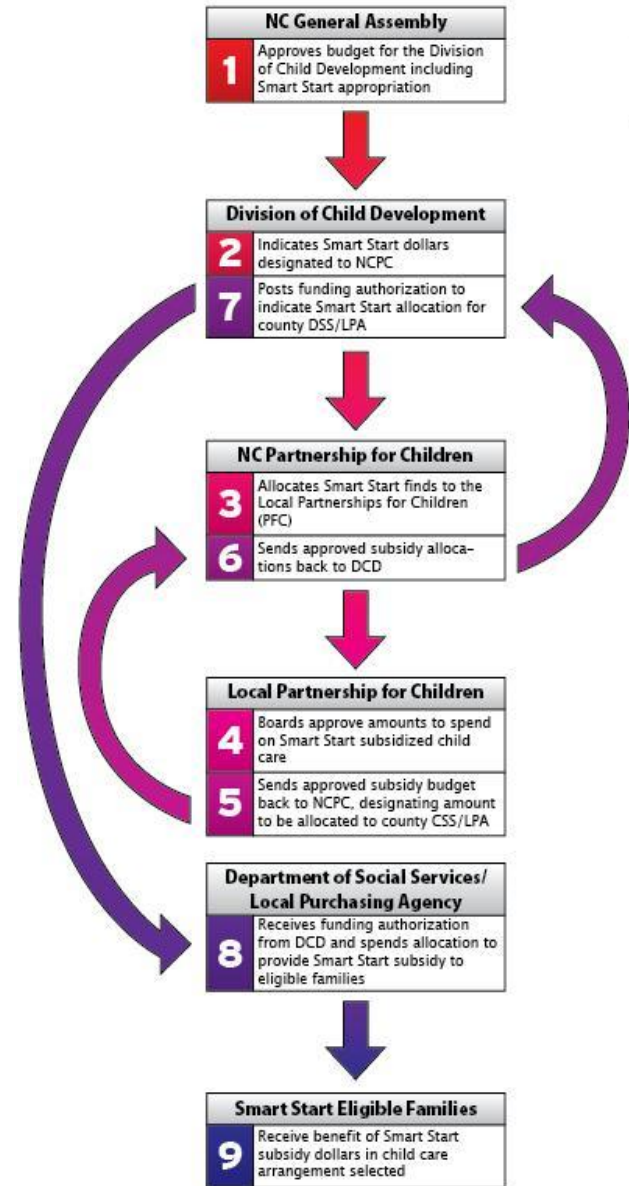 NC General Assembly
1
Approves budget for the Division
of Child Development including
Smart Start appropriation
Division of Child Development
2
Indicates Smart Start dollars
designated to NCPC
7
Posts funding authorization to
indicate Smart Start allocation for
county DSS/LPA
NC Partnership for Children
3
Allocates Smart Start finds to the
Local Partnerships for Children
(PFC)
6
Sends approved subsidy alloca-
tions back to DCD
Local Partnership for Children
4
Boards approve amounts to spend
on Smart Start subsidized child
care
5
Sends approved subsidy budget
back to NCPC, designating amount
to be allocated to county CSS/LPA
Department of Social Services/
Local Purchasing Agency
8
Receives funding authorization
from DCD and spends allocation to
provide Smart Start subsidy to
eligible families
Smart Start Eligible Families
9
Receive benefit of Smart Start
subsidy dollars in child care
arrangement selected